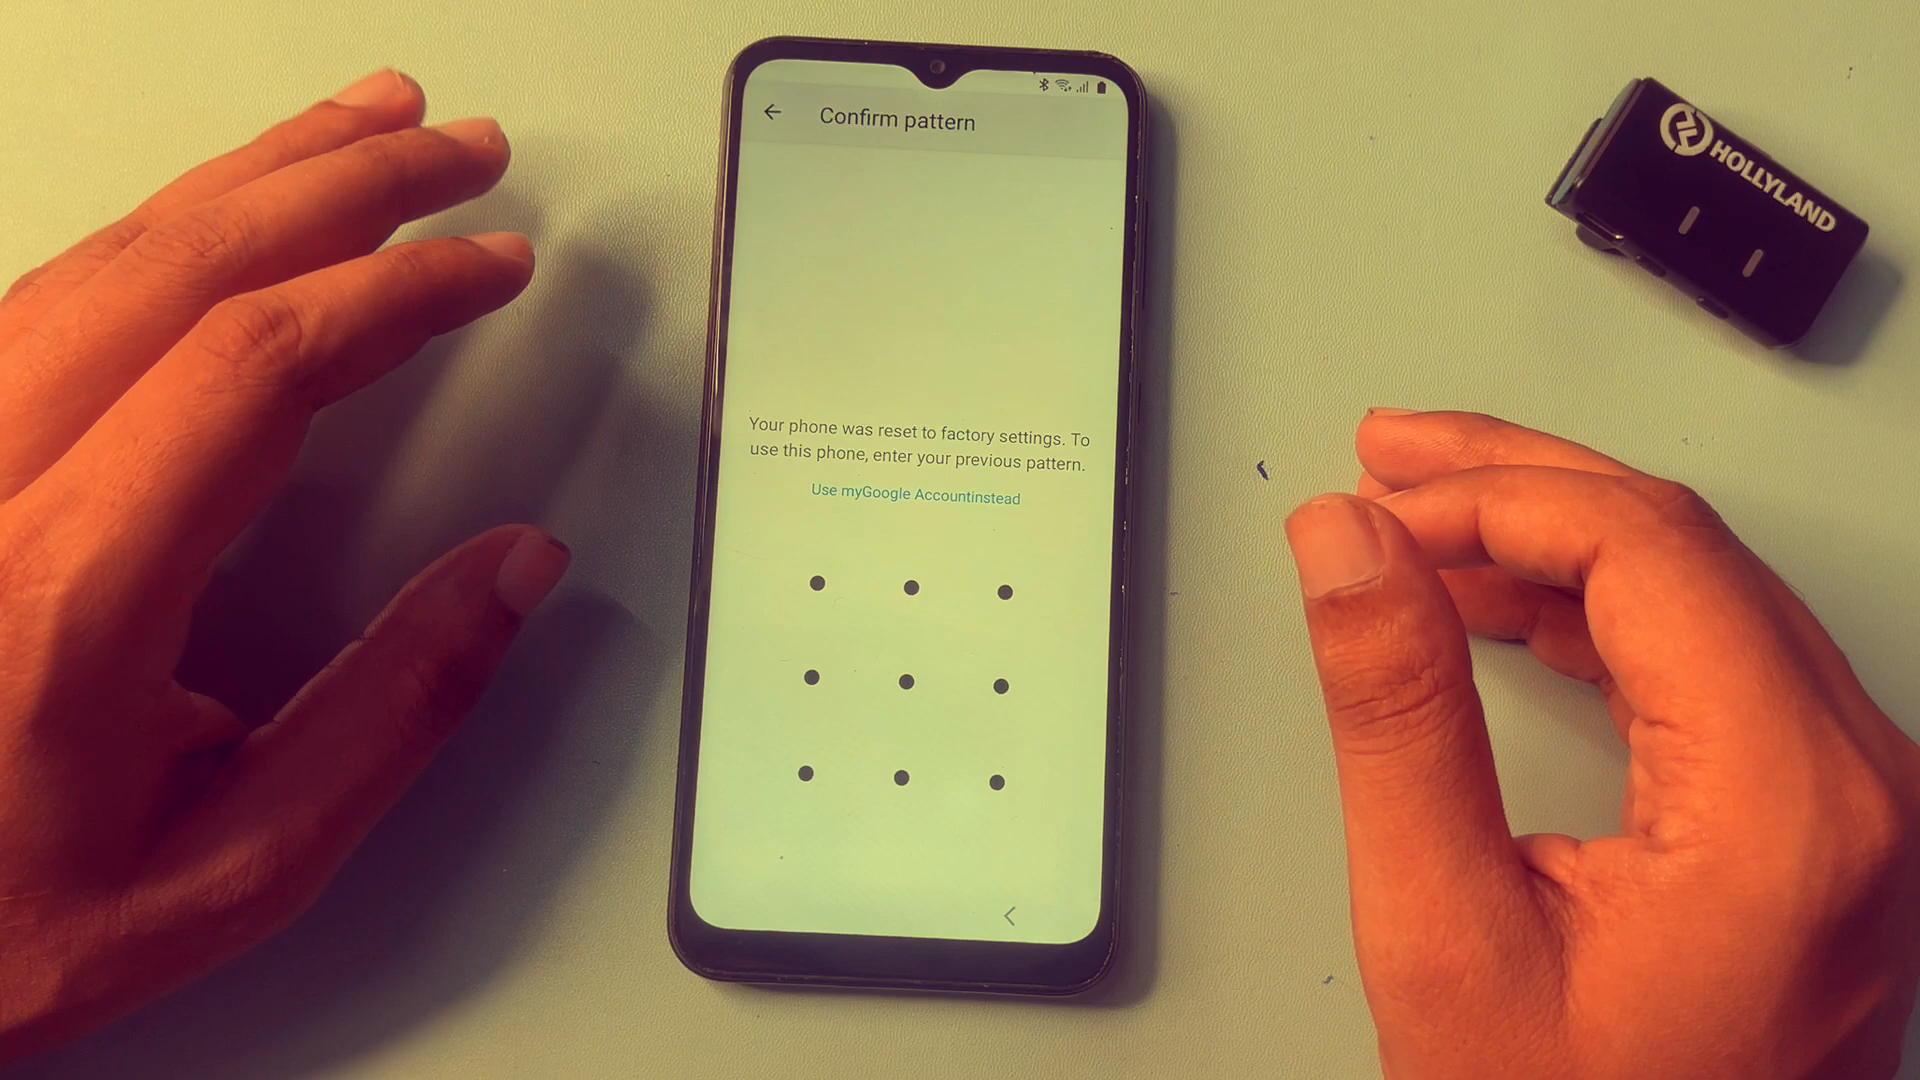 Confirm pattern
Your phone was reset to factory settings. To
use this phone, enter your previous pattern.
Use myGoogle Accountinstead
HOLLYLAND